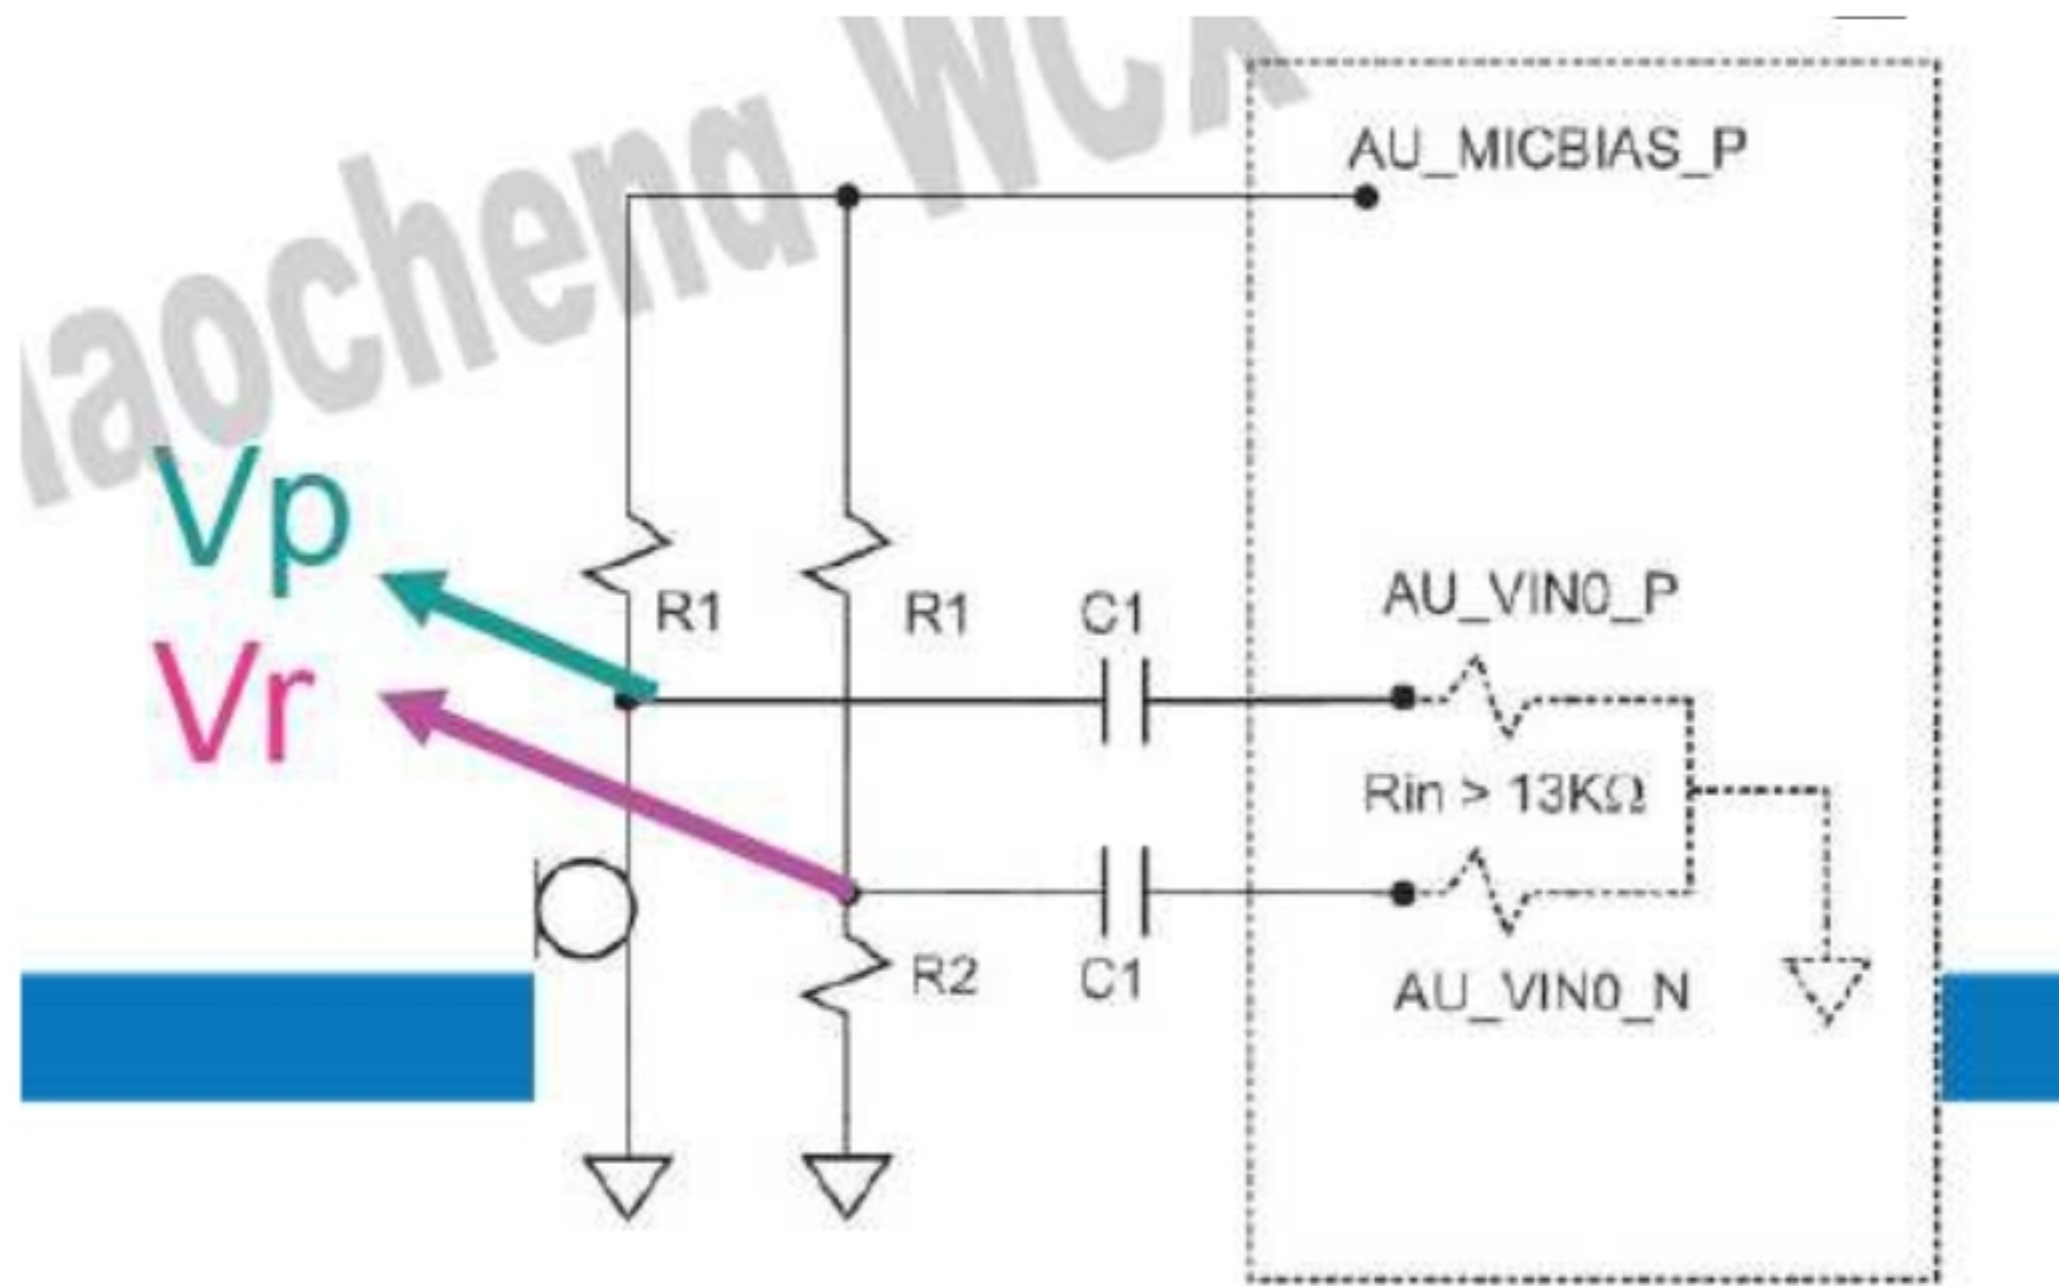 AU_MICBIAS_P
Vp
R1
R1
C1
AU_VIN0_P
Vr
Rin > 13KΩ
R2
C1
AU_VIN0_N